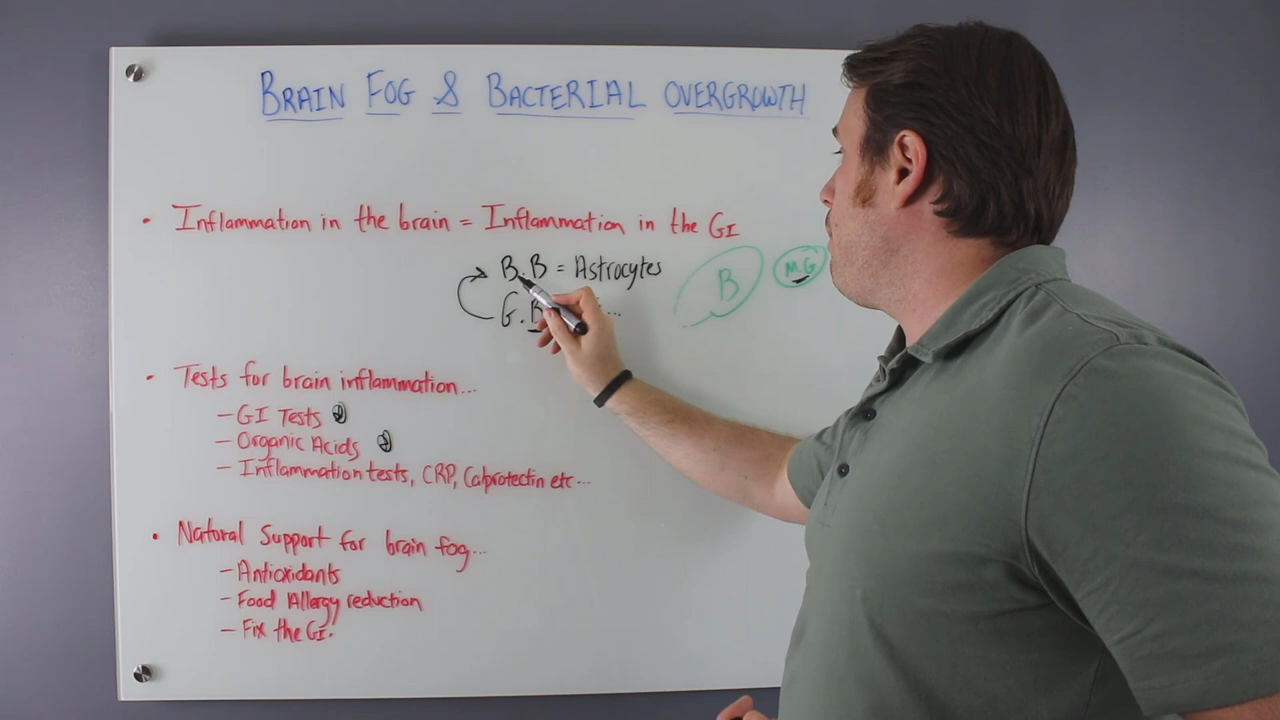 BRAIN FOG & BACTERIAL OVERGROWTH
• Inflammation in the brain = Inflammation in the GI
B.B = Astrocytes
B
MG
G.B ...
• Tests for brain inflammation...
- GI Tests
- Organic Acids
- Inflammation tests, CRP, Calprotectin etc...
• Natural Support for brain fog...
- Antioxidants
- Food Allergy reduction
- Fix the GI.